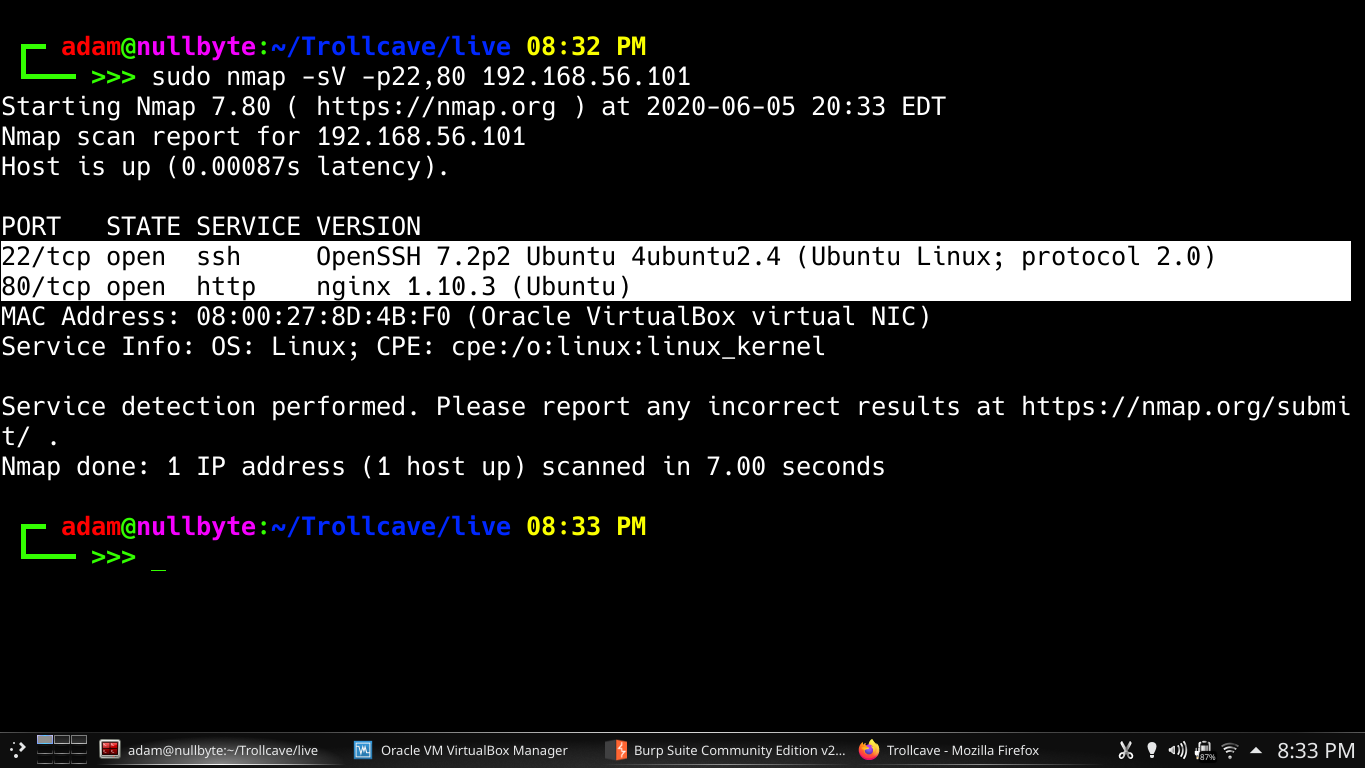 adam@nullbyte:~/Trollcave/live 08:32 PM
>>> sudo nmap -sV -p22,80 192.168.56.101
Starting Nmap 7.80 ( https://nmap.org ) at 2020-06-05 20:33 EDT
Nmap scan report for 192.168.56.101
Host is up (0.00087s latency).
PORT   STATE SERVICE VERSION
22/tcp open  ssh     OpenSSH 7.2p2 Ubuntu 4ubuntu2.4 (Ubuntu Linux; protocol 2.0)
80/tcp open  http    nginx 1.10.3 (Ubuntu)
MAC Address: 08:00:27:8D:4B:F0 (Oracle VirtualBox virtual NIC)
Service Info: OS: Linux; CPE: cpe:/o:linux:linux_kernel
Service detection performed. Please report any incorrect results at https://nmap.org/submi
t/ .
Nmap done: 1 IP address (1 host up) scanned in 7.00 seconds
adam@nullbyte:~/Trollcave/live 08:33 PM
>>> _
adam@nullbyte:~/Trollcave/live
Oracle VM VirtualBox Manager
Burp Suite Community Edition v2...
Trollcave - Mozilla Firefox
87%
8:33 PM